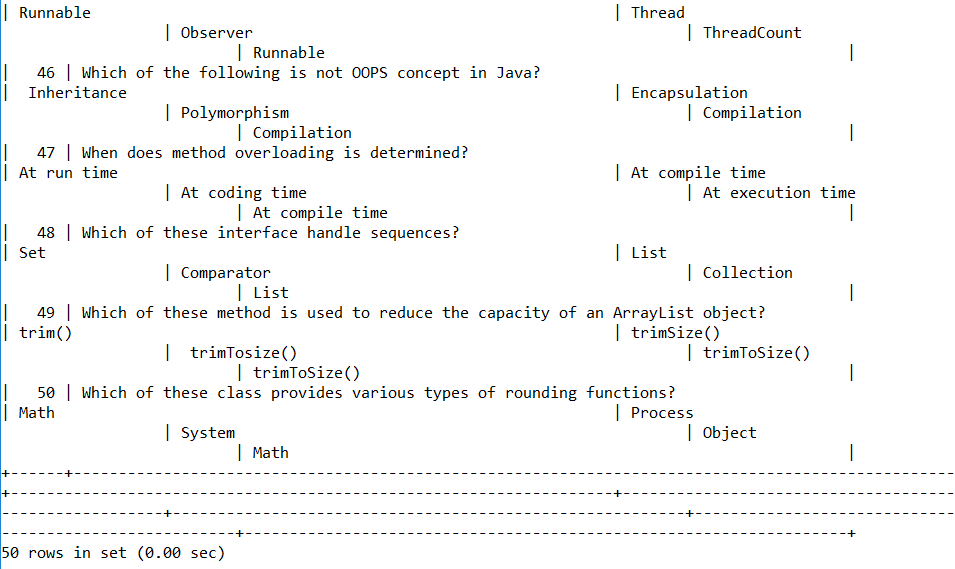 | Runnable | Thread
| Observer | ThreadCount
| Runnable |
| 46 | Which of the following is not OOPS concept in Java?
| Inheritance | Encapsulation
| Polymorphism | Compilation
| Compilation |
| 47 | When does method overloading is determined?
| At run time | At compile time
| At coding time | At execution time
| At compile time |
| 48 | Which of these interface handle sequences?
| Set | List
| Comparator | Collection
| List |
| 49 | Which of these method is used to reduce the capacity of an ArrayList object?
| trim() | trimSize()
| trimTosize() | trimToSize()
| trimToSize() |
| 50 | Which of these class provides various types of rounding functions?
| Math | Process
| System | Object
| Math |
+------+--------------------------------------------------------------------------------------------------
+-------------------------------------------------------------------+-------------------------------------
------------------+---------------------------------------------------------+-----------------------------
--------------------------+-------------------------------------------------------------------+
50 rows in set (0.00 sec)